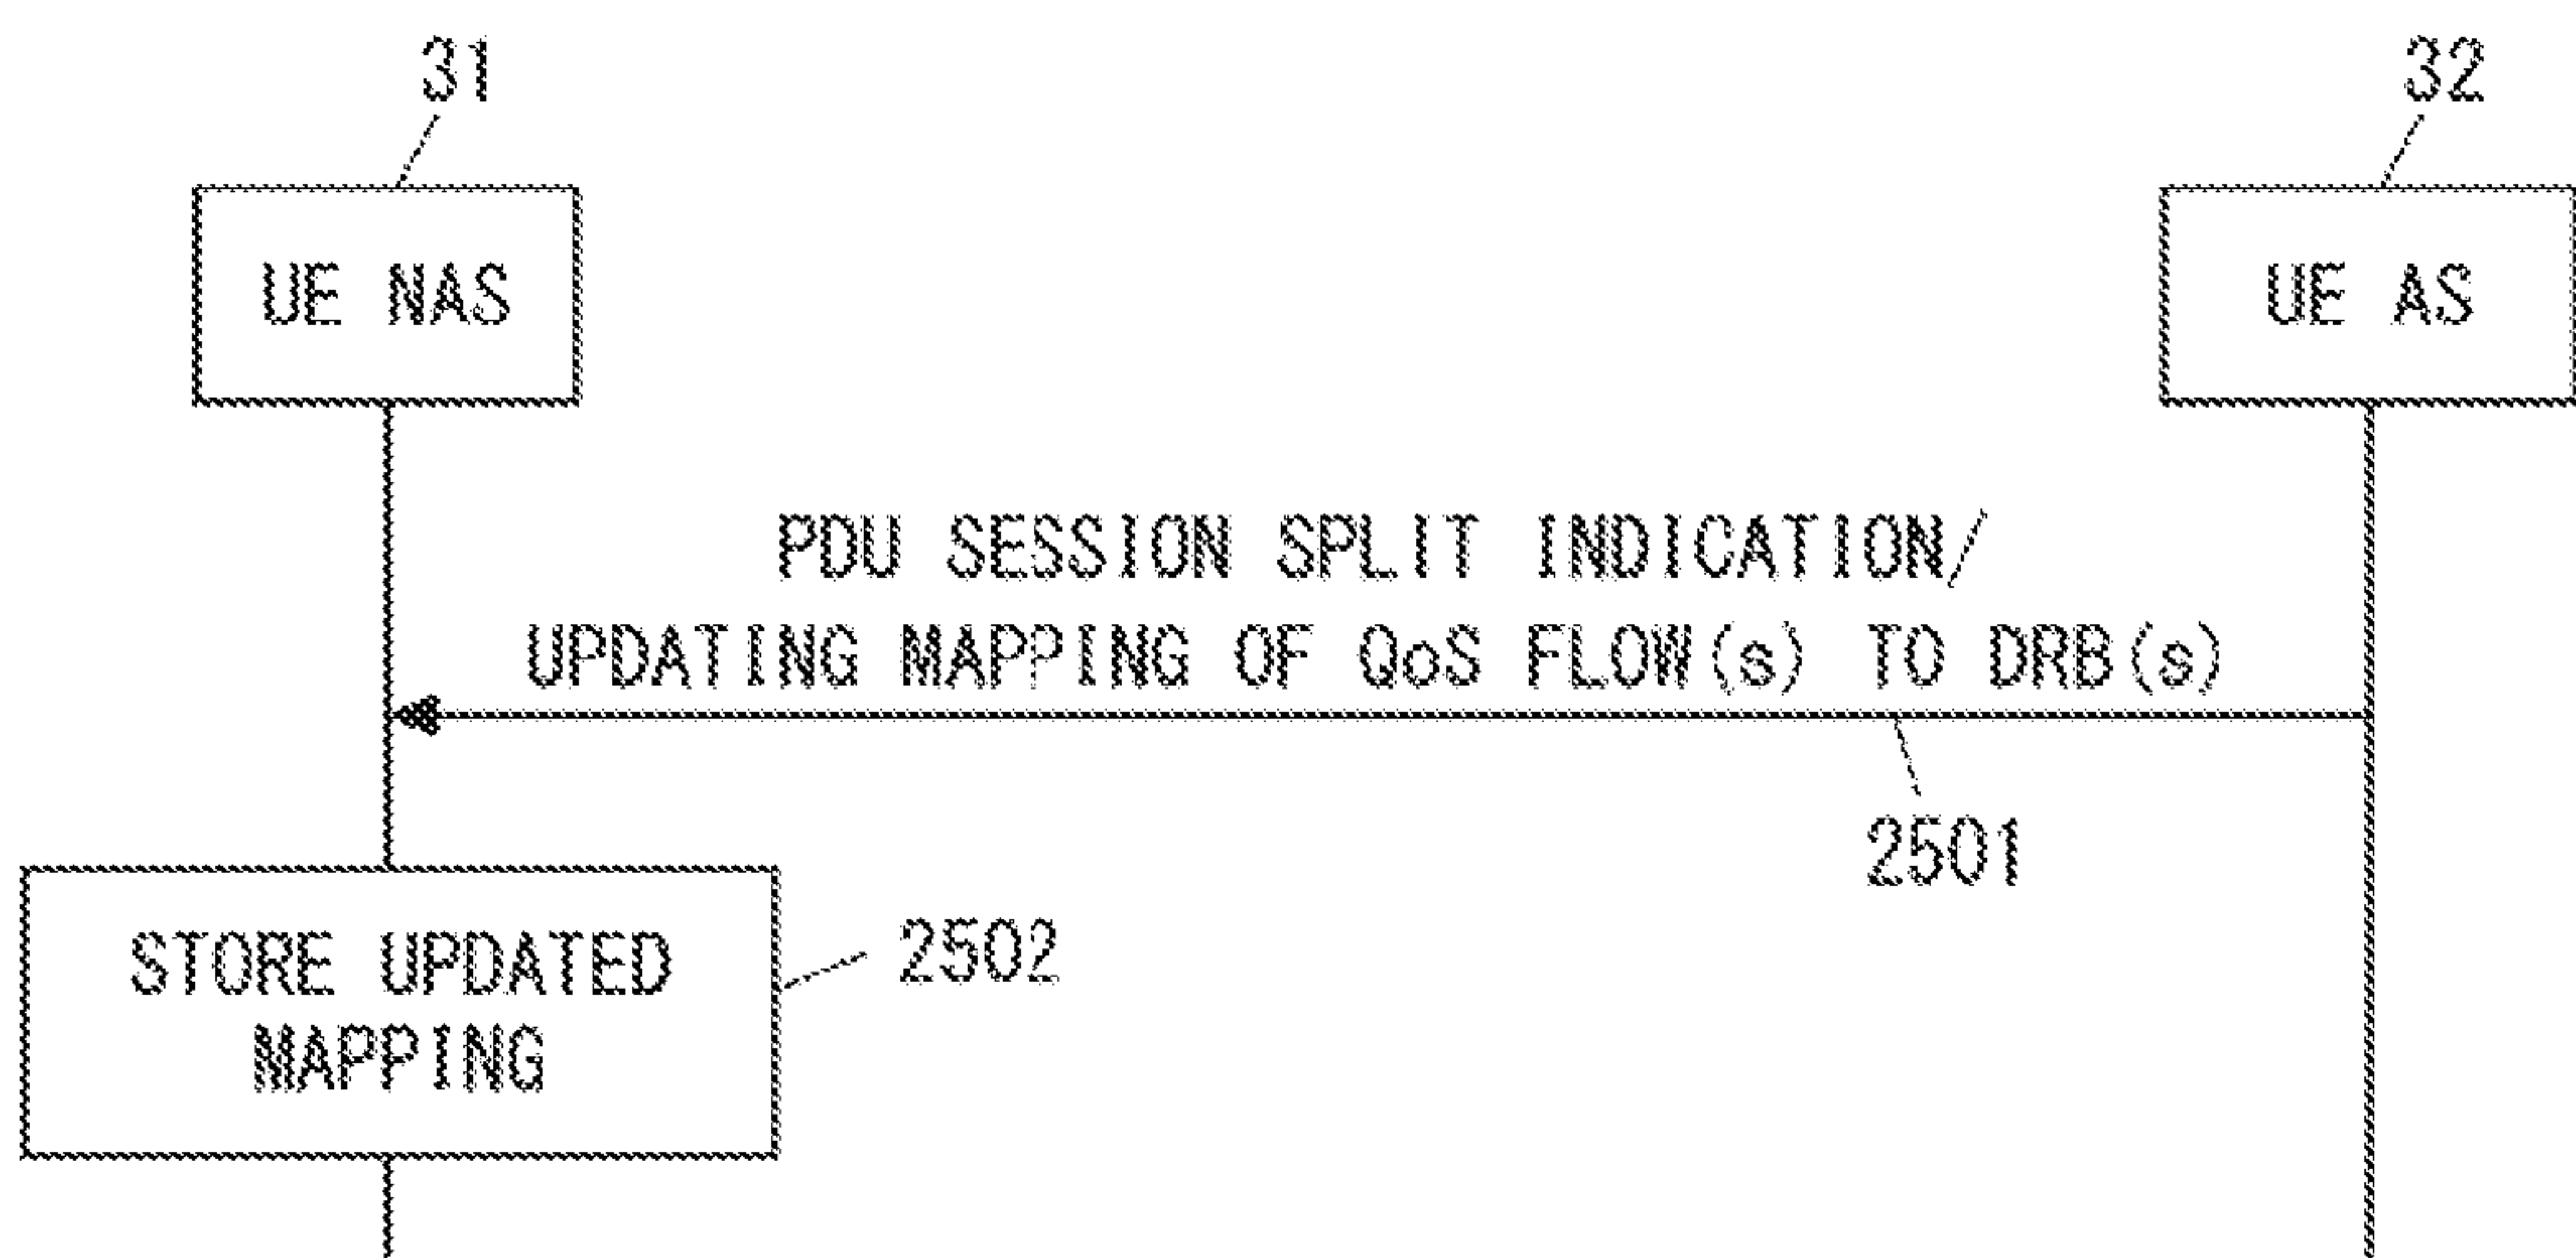 31
32
UE NAS
UE AS
PDU SESSION SPLIT INDICATION/
UPDATING MAPPING OF QoS FLOW(s) TO DRB(s)
2501
STORE UPDATED
MAPPING
2502